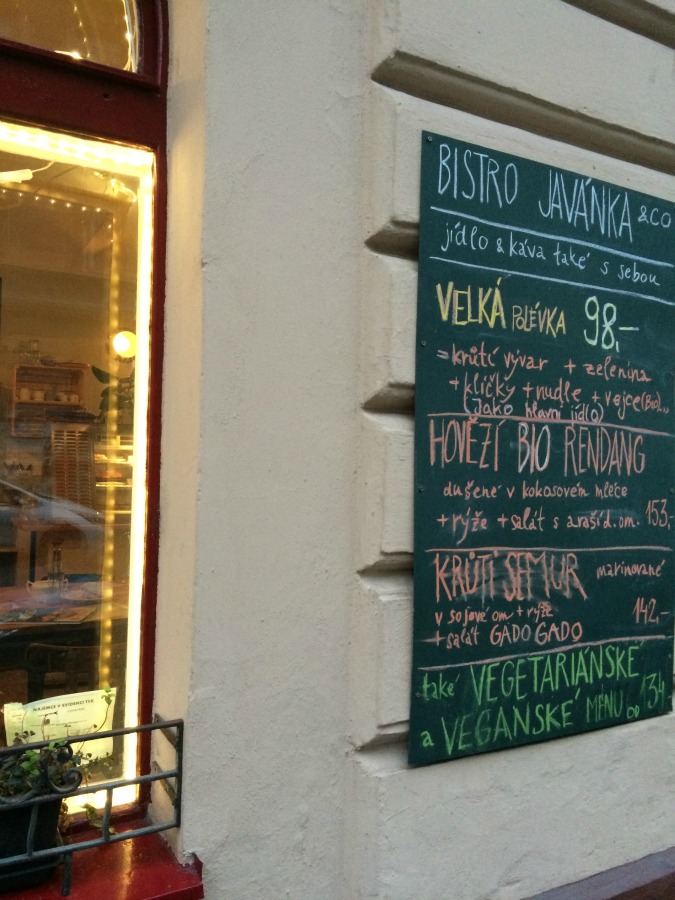 BISTRO JAVÁNKA &CO
jídlo & káva také s sebou
VELKÁ POLÉVKA 98,-
=krůtí vývar + zelenina
+klíčky +nudle + vejce(Bio)
(jako hlavní jídlo)
HOVĚZÍ BIO RENDANG
dušené v kokosovém mléce
+rýže +salát s arašíd.om. 153,-
KRŮTÍ SEMUR marinované
v sojové om + rýže 142,-
+salát GADO GADO
také VEGETARIÁNSKÉ
a VEGANSKÉ MENU OD 134